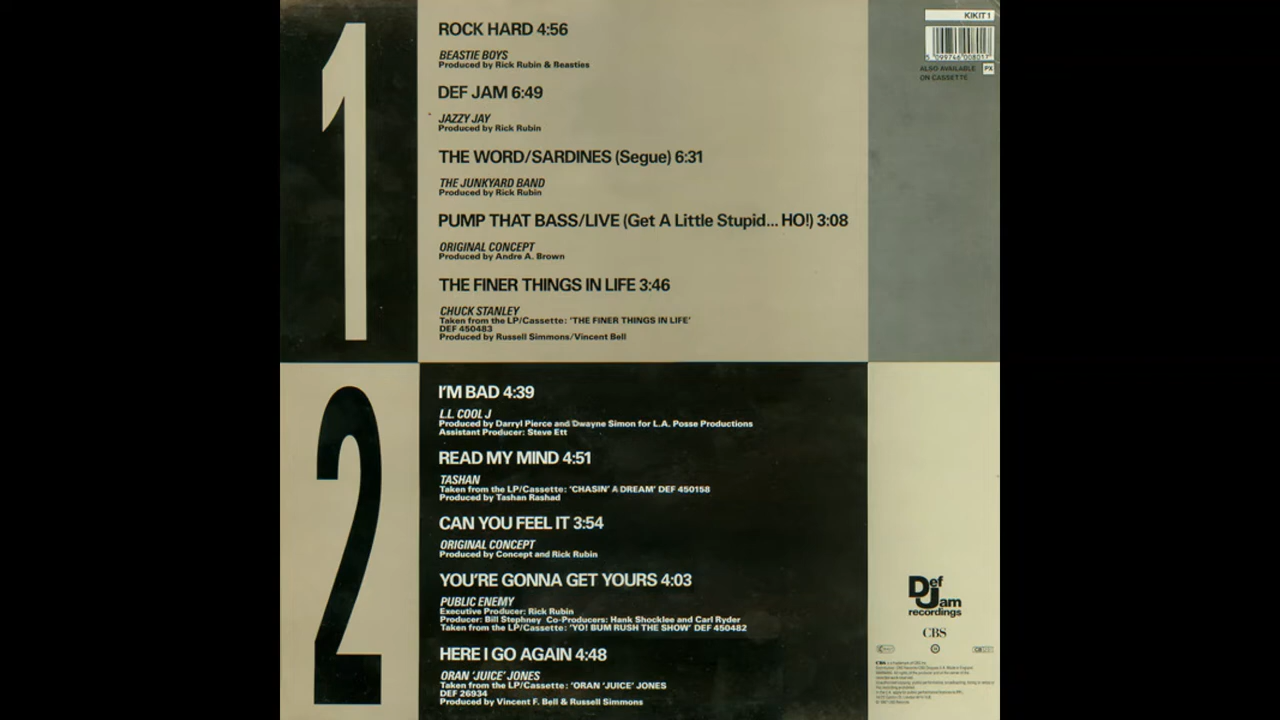 1
ROCK HARD 4:56
BEASTIE BOYS
Produced by Rick Rubin & Beasties
DEF JAM 6:49
JAZZY JAY
Produced by Rick Rubin
THE WORD/SARDINES (Segue) 6:31
THE JUNKYARD BAND
Produced by Rick Rubin
PUMP THAT BASS/LIVE (Get A Little Stupid... HO!) 3:08
ORIGINAL CONCEPT
Produced by Andre A. Brown
THE FINER THINGS IN LIFE 3:46
CHUCK STANLEY
Taken from the LP/Cassette: 'THE FINER THINGS IN LIFE'
DEF 450483
Produced by Russell Simmons/Vincent Bell
KIKIT 1
5 099746 008017
ALSO AVAILABLE
ON CASSETTE
PX
2
I'M BAD 4:39
L.L. COOL J
Produced by Darryl Pierce and Dwayne Simon for L.A. Posse Productions
Assistant Producer: Steve Ett
READ MY MIND 4:51
TASHAN
Taken from the LP/Cassette: 'CHASIN' A DREAM' DEF 450158
Produced by Tashan Rashad
CAN YOU FEEL IT 3:54
ORIGINAL CONCEPT
Produced by Concept and Rick Rubin
YOU'RE GONNA GET YOURS 4:03
PUBLIC ENEMY
Executive Producer: Rick Rubin
Producer: Bill Stephney Co-Producers: Hank Shocklee and Carl Ryder
Taken from the LP/Cassette: 'YO! BUM RUSH THE SHOW' DEF 450482
HERE I GO AGAIN 4:48
ORAN 'JUICE' JONES
Taken from the LP/Cassette: 'ORAN 'JUICE' JONES
DEF 26934
Produced by Vincent F. Bell & Russell Simmons
Def
Jam
recordings
CBS